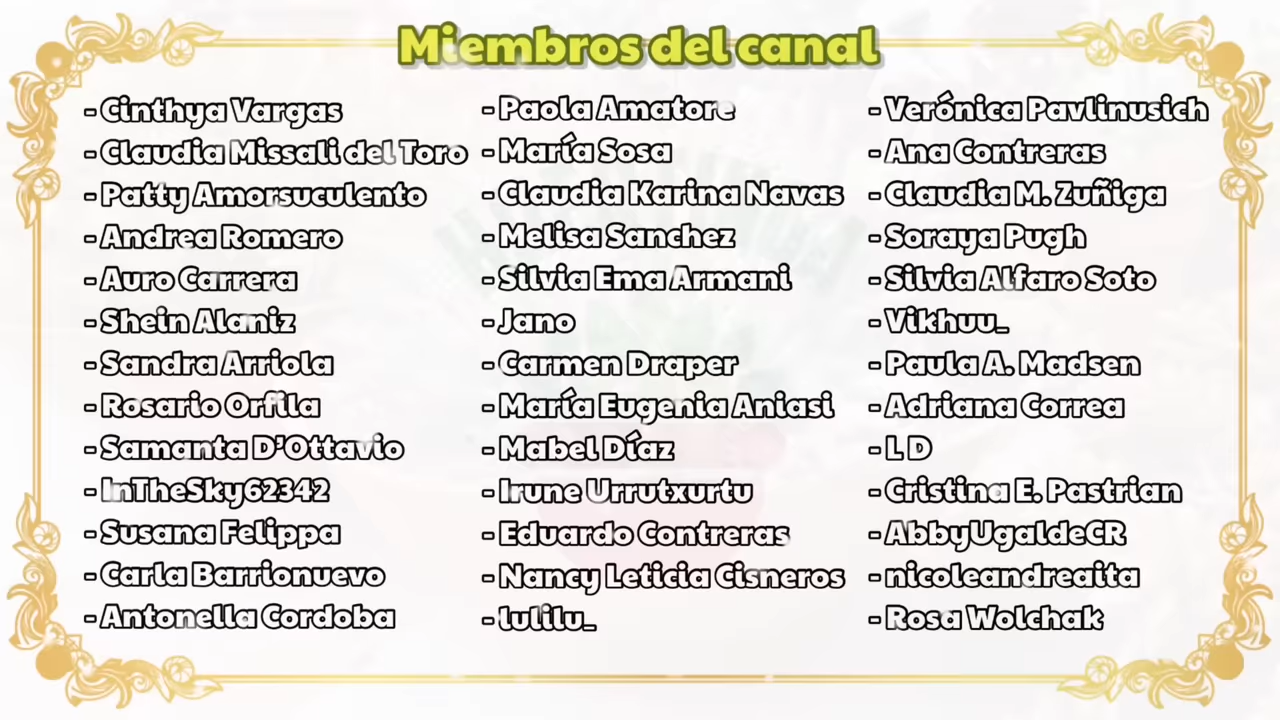 Miembros del canal
- Cinthya Vargas
- Claudia Missali del Toro
- Patty Amorsuculento
- Andrea Romero
- Auro Carrera
- Shein Alaniz
- Sandra Arriola
- Rosario Orfila
- Samanta D'Ottavio
- InTheSky62342
- Susana Felippa
- Carla Barrionuevo
- Antonella Cordoba
- Paola Amatore
- María Sosa
- Claudia Karina Navas
- Melisa Sanchez
- Silvia Ema Armani
- Jano
- Carmen Draper
- María Eugenia Aniasi
- Mabel Díaz
- Irune Urrutxurtu
- Eduardo Contreras
- Nancy Leticia Cisneros
- lulilu_
- Verónica Pavlinusich
- Ana Contreras
- Claudia M. Zuñiga
- Soraya Pugh
- Silvia Alfaro Soto
- Vikhuu_
- Paula A. Madsen
- Adriana Correa
- L D
- Cristina E. Pastrian
- AbbyUgaldeCR
- nicoleandreaita
- Rosa Wolchak